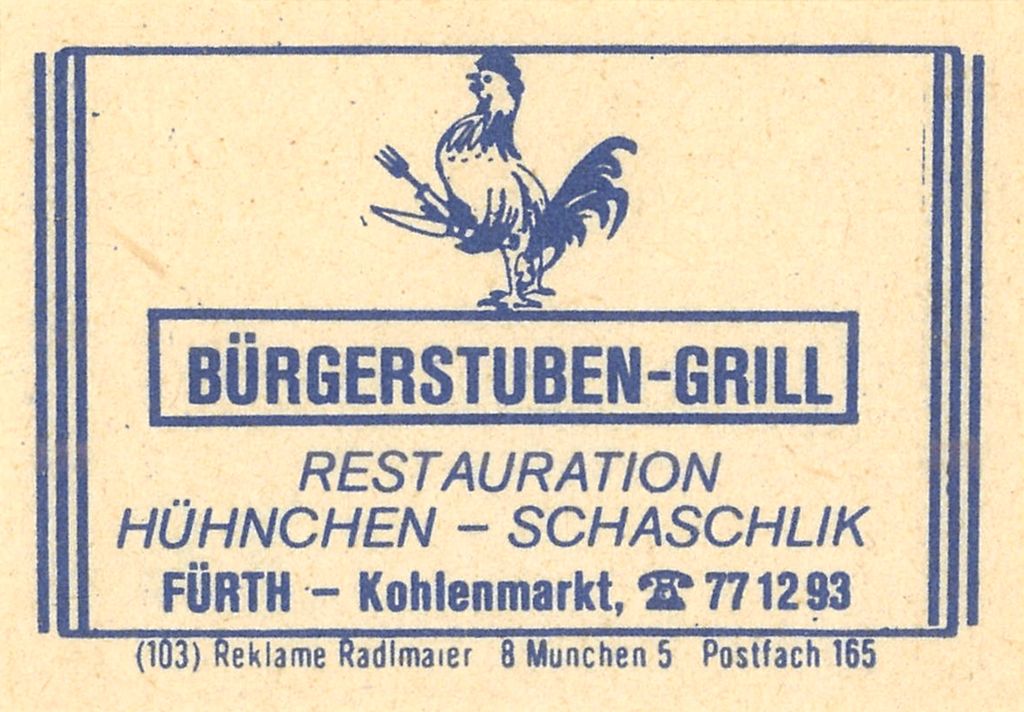 BÜRGERSTUBEN-GRILL
RESTAURATION
HÜHNCHEN – SCHASCHLIK
FÜRTH – Kohlenmarkt, ☎ 77 12 93
(103) Reklame Radlmaier 8 Munchen 5 Postfach 165